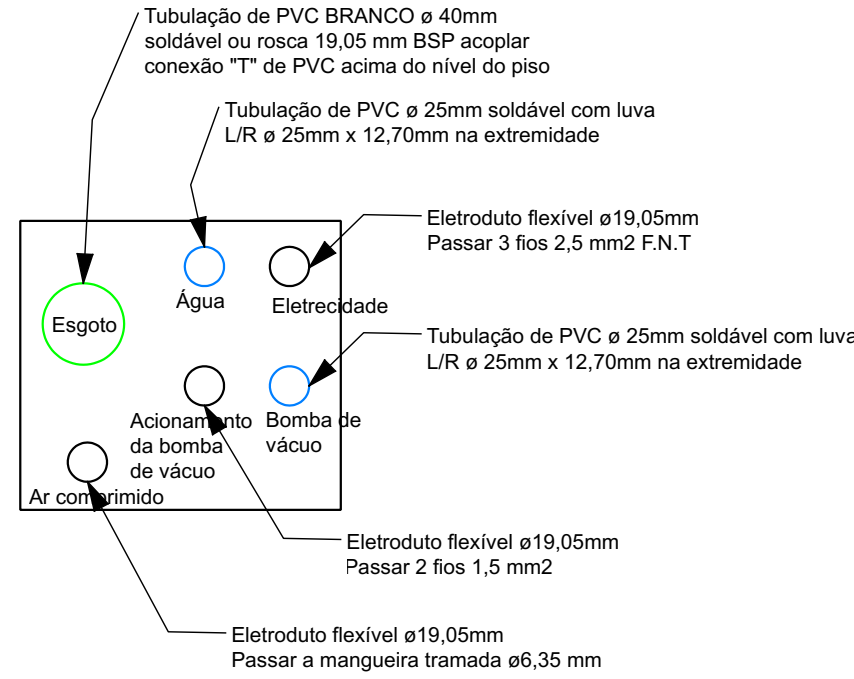 Tubulação de PVC BRANCO ø 40mm
soldável ou rosca 19,05 mm BSP acoplar
conexão "T" de PVC acima do nível do piso
Tubulação de PVC ø 25mm soldável com luva
L/R ø 25mm x 12,70mm na extremidade
Eletroduto flexível ø19,05mm
Passar 3 fios 2,5 mm2 F.N.T
Água
Eletrecidade
Esgoto
Tubulação de PVC ø 25mm soldável com luva
L/R ø 25mm x 12,70mm na extremidade
Acionamento
da bomba
de vácuo
Bomba de
vácuo
Ar comprimido
Eletroduto flexível ø19,05mm
Passar 2 fios 1,5 mm2
Eletroduto flexível ø19,05mm
Passar a mangueira tramada ø6,35 mm